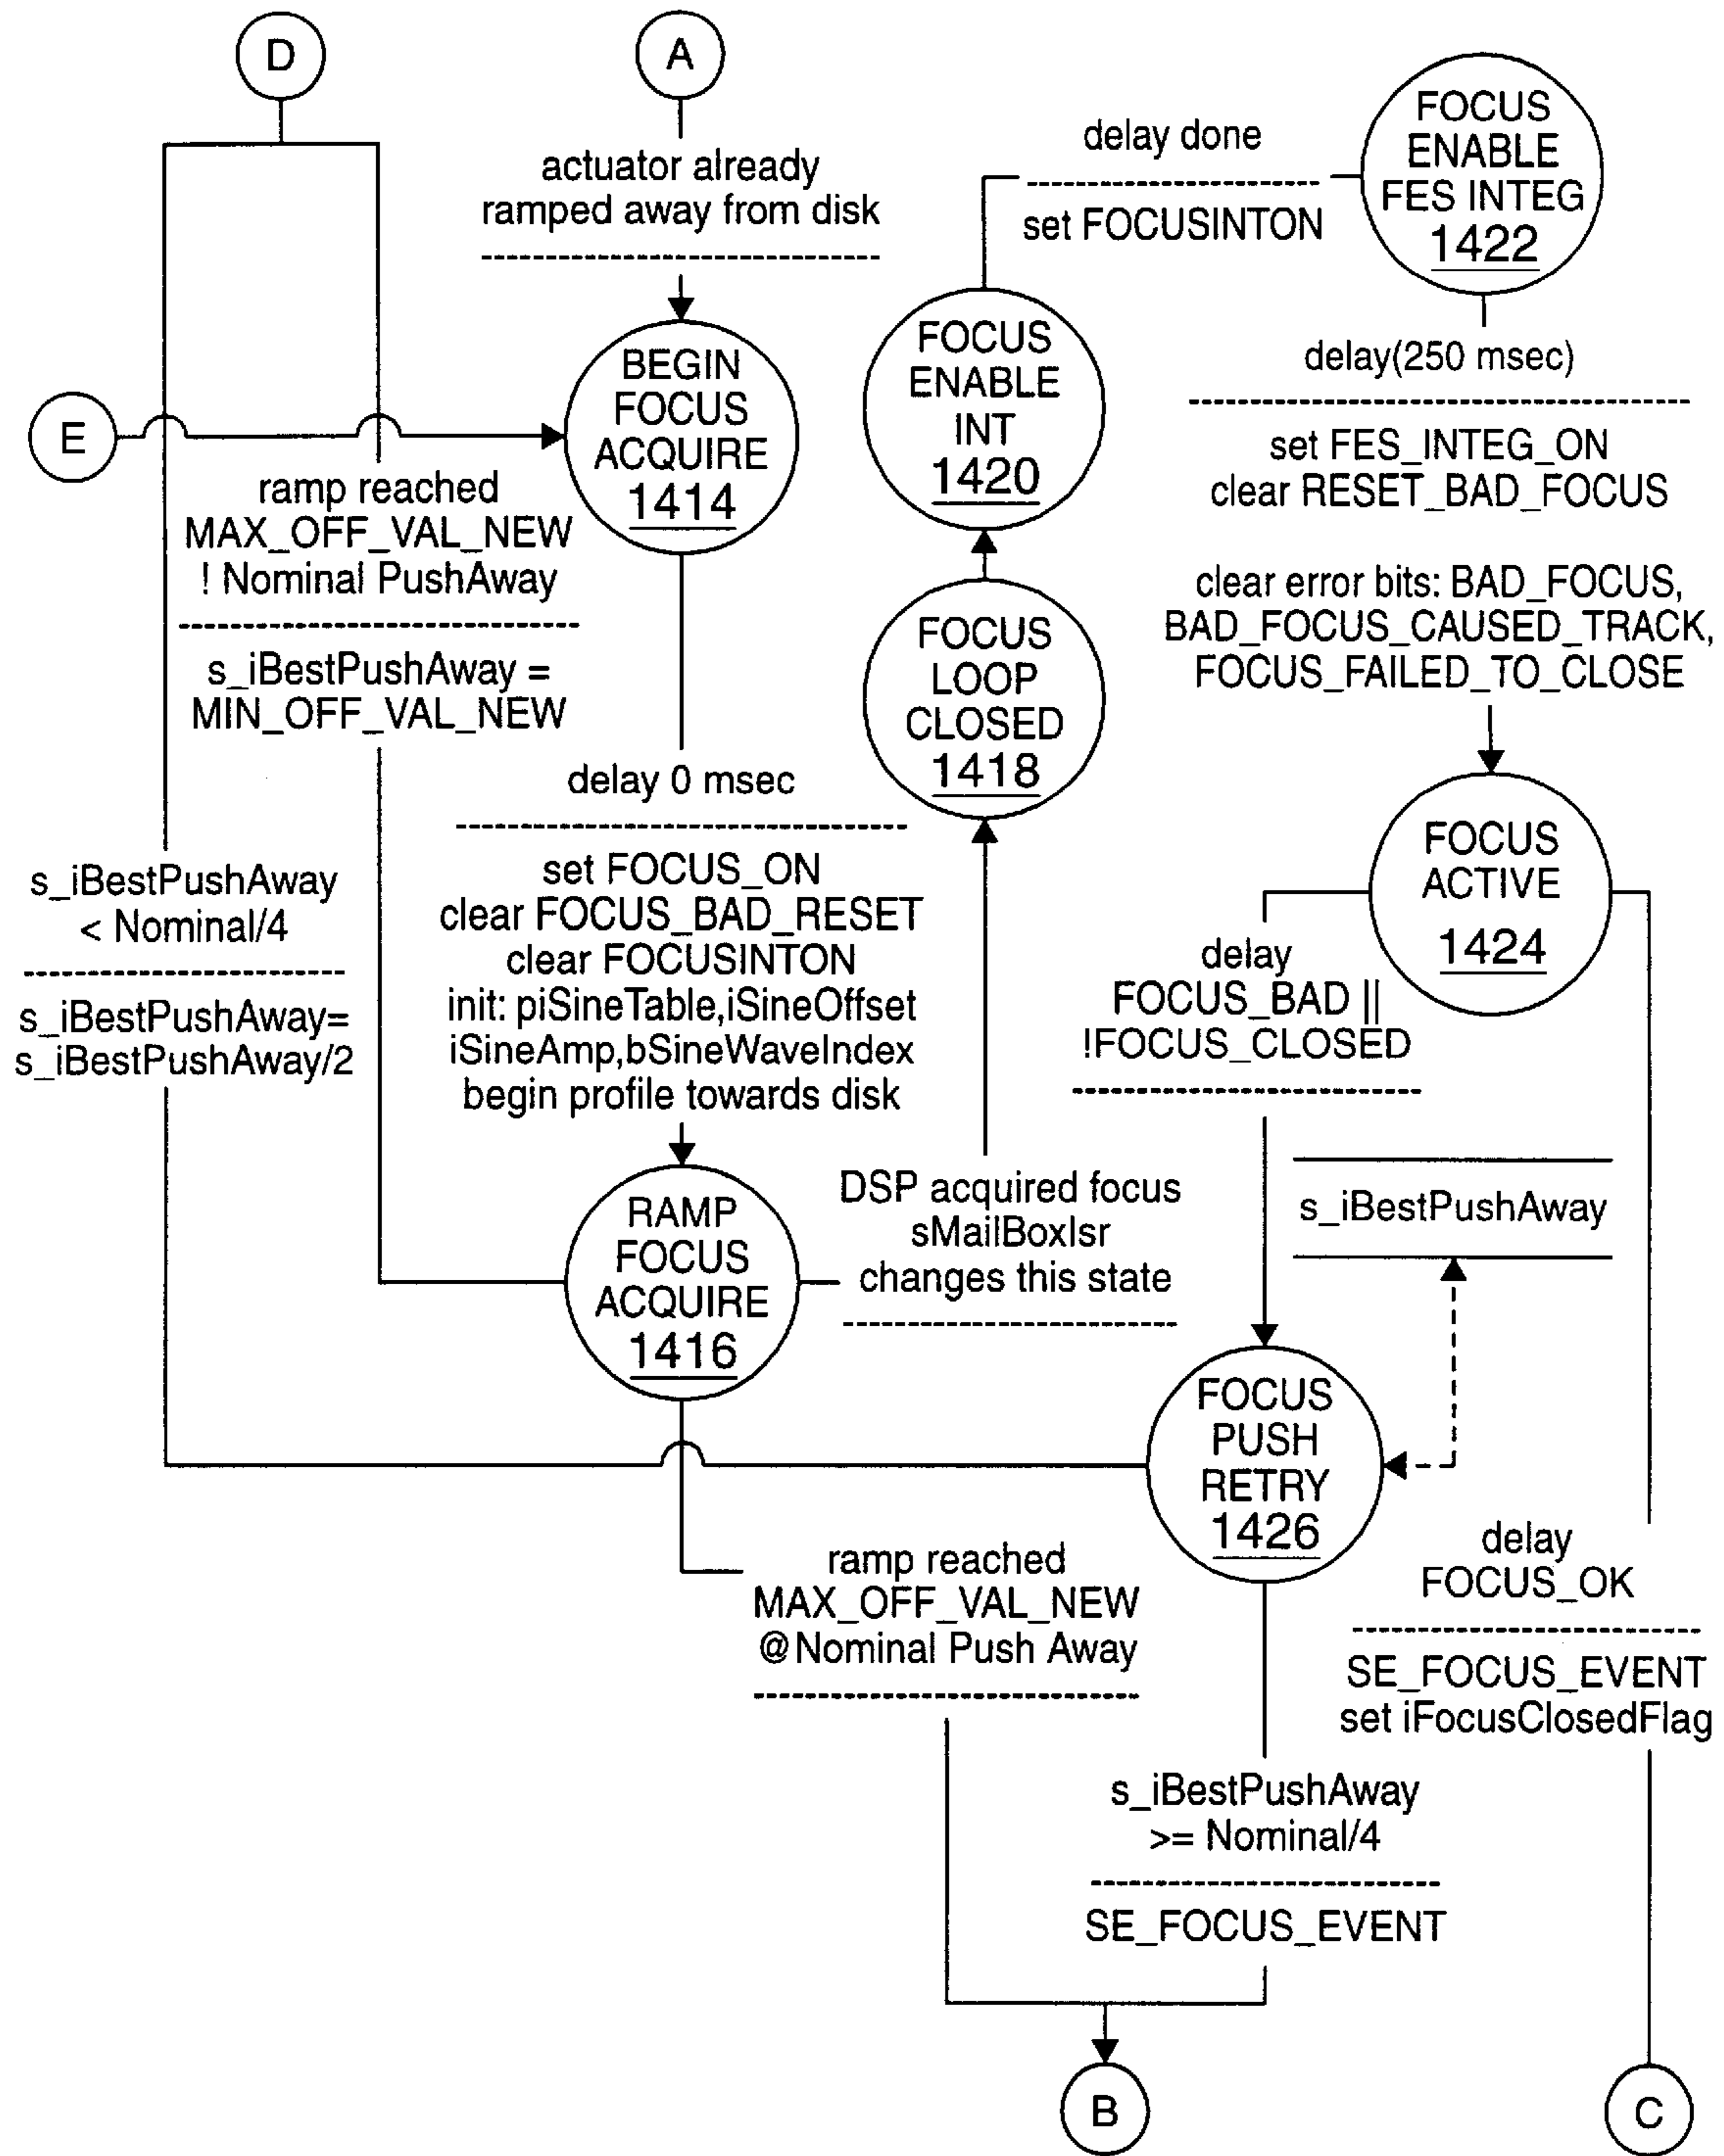 D
A
actuator already
ramped away from disk
delay done
set FOCUSINTON
FOCUS
ENABLE
FES INTEG
1422
E
BEGIN
FOCUS
ACQUIRE
1414
FOCUS
ENABLE
INT
1420
delay(250 msec)
set FES_INTEG_ON
clear RESET_BAD_FOCUS
clear error bits: BAD_FOCUS,
BAD_FOCUS_CAUSED_TRACK,
FOCUS_FAILED_TO_CLOSE
ramp reached
MAX_OFF_VAL_NEW
! Nominal PushAway
s_iBestPushAway =
MIN_OFF_VAL_NEW
FOCUS
LOOP
CLOSED
1418
delay 0 msec
set FOCUS_ON
clear FOCUS_BAD_RESET
clear FOCUSINTON
init: piSineTable,iSineOffset
iSineAmp,bSineWaveIndex
begin profile towards disk
s_iBestPushAway
< Nominal/4
s_iBestPushAway=
s_iBestPushAway/2
FOCUS
ACTIVE
1424
delay
FOCUS_BAD ||
!FOCUS_CLOSED
RAMP
FOCUS
ACQUIRE
1416
DSP acquired focus
sMailBoxIsr
changes this state
s_iBestPushAway
FOCUS
PUSH
RETRY
1426
ramp reached
MAX_OFF_VAL_NEW
@Nominal Push Away
delay
FOCUS_OK
SE_FOCUS_EVENT
set iFocusClosedFlag
s_iBestPushAway
>= Nominal/4
SE_FOCUS_EVENT
B
C